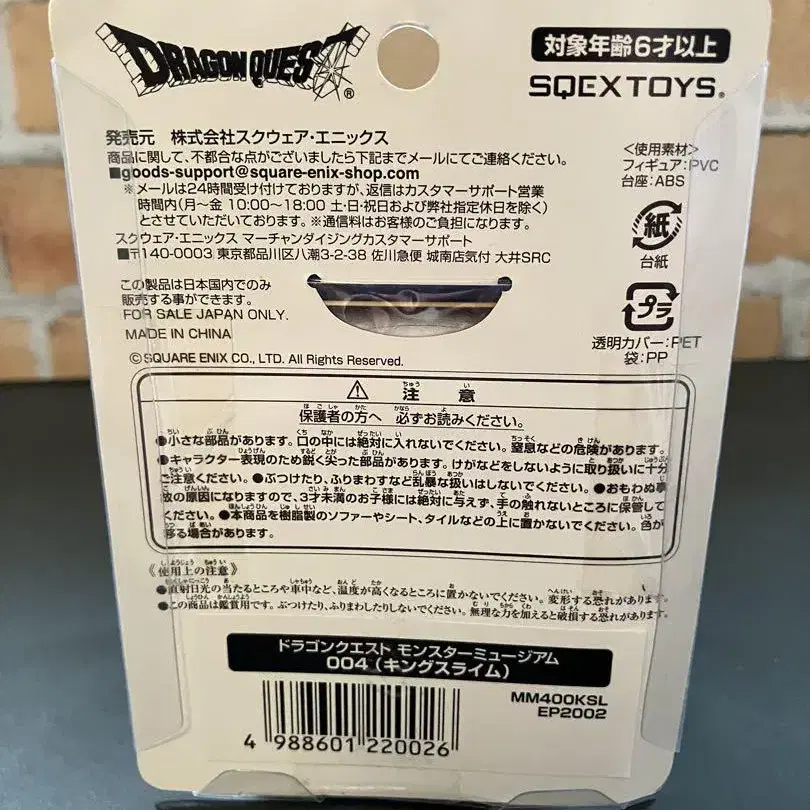 DRAGON QUEST®
対象年齢6才以上
SQEX TOYS®
発売元 株式会社スクウェア・エニックス
商品に関して、不都合な点がございましたら下記までメールにてご連絡ください。
■goods-support@square-enix-shop.com
※メールは24時間受け付けておりますが、返信はカスタマーサポート営業
時間内(月~金 10:00~18:00 土・日・祝日および弊社指定休日を除く)
とさせていただいております。※通信料はお客様のご負担になります。
スクウェア・エニックス マーチャンダイジングカスタマーサポート
■〒140-0003 東京都品川区八潮3-2-38 佐川急便 城南店気付 大井SRC
<使用素材>
フィギュア:PVC
台座:ABS
紙
台紙
プラ
透明カバー:PET
袋:PP
この製品は日本国内でのみ
販売する事ができます。
FOR SALE JAPAN ONLY.
MADE IN CHINA
©SQUARE ENIX CO., LTD. All Rights Reserved.
⚠注意
保護者の方へ 必ずお読みください。
●小さな部品があります。口の中には絶対に入れないでください。窒息などの危険があります。
●キャラクター表現のため鋭く尖った部品があります。けがなどをしないように取り扱いに十分
ご注意ください。●ぶつけたり、ふりまわすなど乱暴な扱いはしないでください。●おもわぬ事
故の原因になりますので、3才未満のお子様には絶対に与えず、手の触れないところに保管して
ください。●本商品を樹脂製のソファーやシート、タイルなどの上に置かないでください。色が
移る場合があります。
《使用上の注意》
●直射日光の当たるところや車中など、温度が高くなるところに置かないでください。変形する恐れがあります。
●この商品は鑑賞用です。ぶつけたり、ふりまわしたりしないでください。無理な力を加えると破損する恐れがあります。
ドラゴンクエスト モンスターミュージアム
004(キングスライム)
MM400KSL
EP2002
4 988601 220026